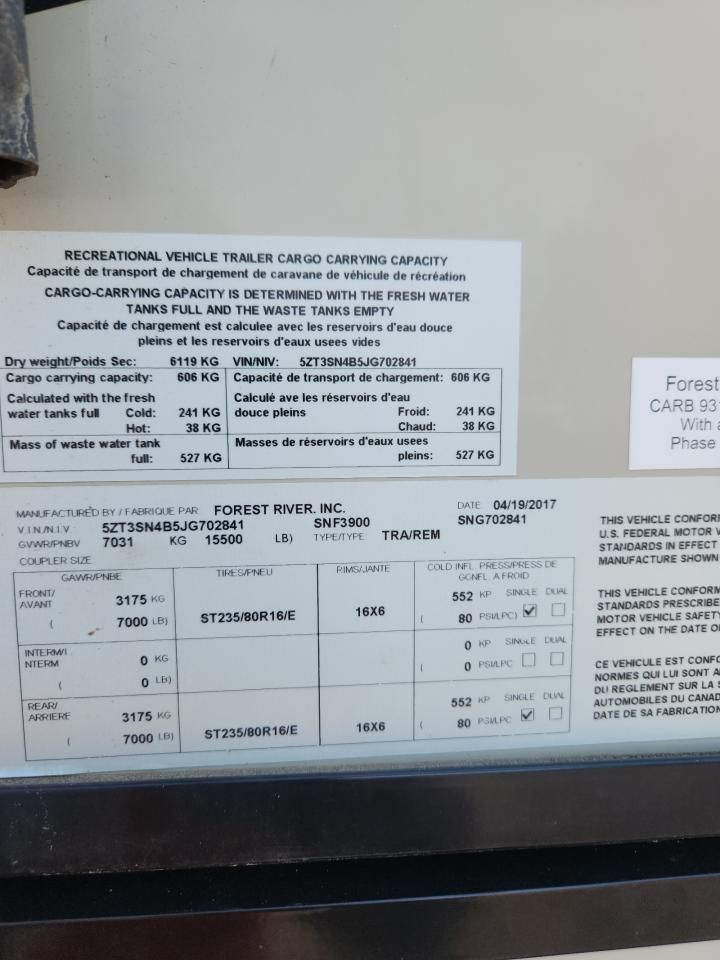 RECREATIONAL VEHICLE TRAILER CARGO CARRYING CAPACITY
Capacité de transport de chargement de caravane de véhicule de récréation
CARGO-CARRYING CAPACITY IS DETERMINED WITH THE FRESH WATER
TANKS FULL AND THE WASTE TANKS EMPTY
Capacité de chargement est calculee avec les reservoirs d'eau douce
pleins et les reservoirs d'eaux usees vides
Dry weight/Poids Sec: 6119 KG VIN/NIV: 5ZT3SN4B5JG702841
Cargo carrying capacity: 606 KG Capacité de transport de chargement: 606 KG
Calculated with the fresh Calculé ave les réservoirs d'eau
water tanks full Cold: 241 KG douce pleins Froid: 241 KG
Hot: 38 KG Chaud: 38 KG
Mass of waste water tank Masses de réservoirs d'eaux usees
full: 527 KG pleins: 527 KG
Forest
CARB 93
With
Phase
MANUFACTURED BY / FABRIQUE PAR FOREST RIVER. INC. DATE 04/19/2017
V.I.N./N.I.V. 5ZT3SN4B5JG702841 SNF3900 SNG702841
GVWR/PNBV 7031 KG 15500 LB) TYPE/TYPE TRA/REM
COUPLER SIZE
GAWR/PNBE TIRES/PNEU RIMS/JANTE COLD INFL. PRESS/PRESS DE
GONFL. A FROID
FRONT/ 3175 KG 552 KP SINGLE DUAL
AVANT
( 7000 LB) ST235/80R16/E 16X6 ( 80 PSI/LPC)
INTERM/I 0 KG 0 KP SINGLE DUAL
NTERM
( 0 LB) ( 0 PSI/LPC
REAR/ 3175 KG 552 KP SINGLE DUAL
ARRIERE
( 7000 LB) ST235/80R16/E 16X6 ( 80 PSI/LPC
THIS VEHICLE CONFOR
U.S. FEDERAL MOTOR V
STANDARDS IN EFFECT
MANUFACTURE SHOWN
THIS VEHICLE CONFORM
STANDARDS PRESCRIBE
MOTOR VEHICLE SAFETY
EFFECT ON THE DATE O
CE VEHICULE EST CONFO
NORMES QUI LUI SONT A
DU REGLEMENT SUR LA S
AUTOMOBILES DU CANAD
DATE DE SA FABRICATION